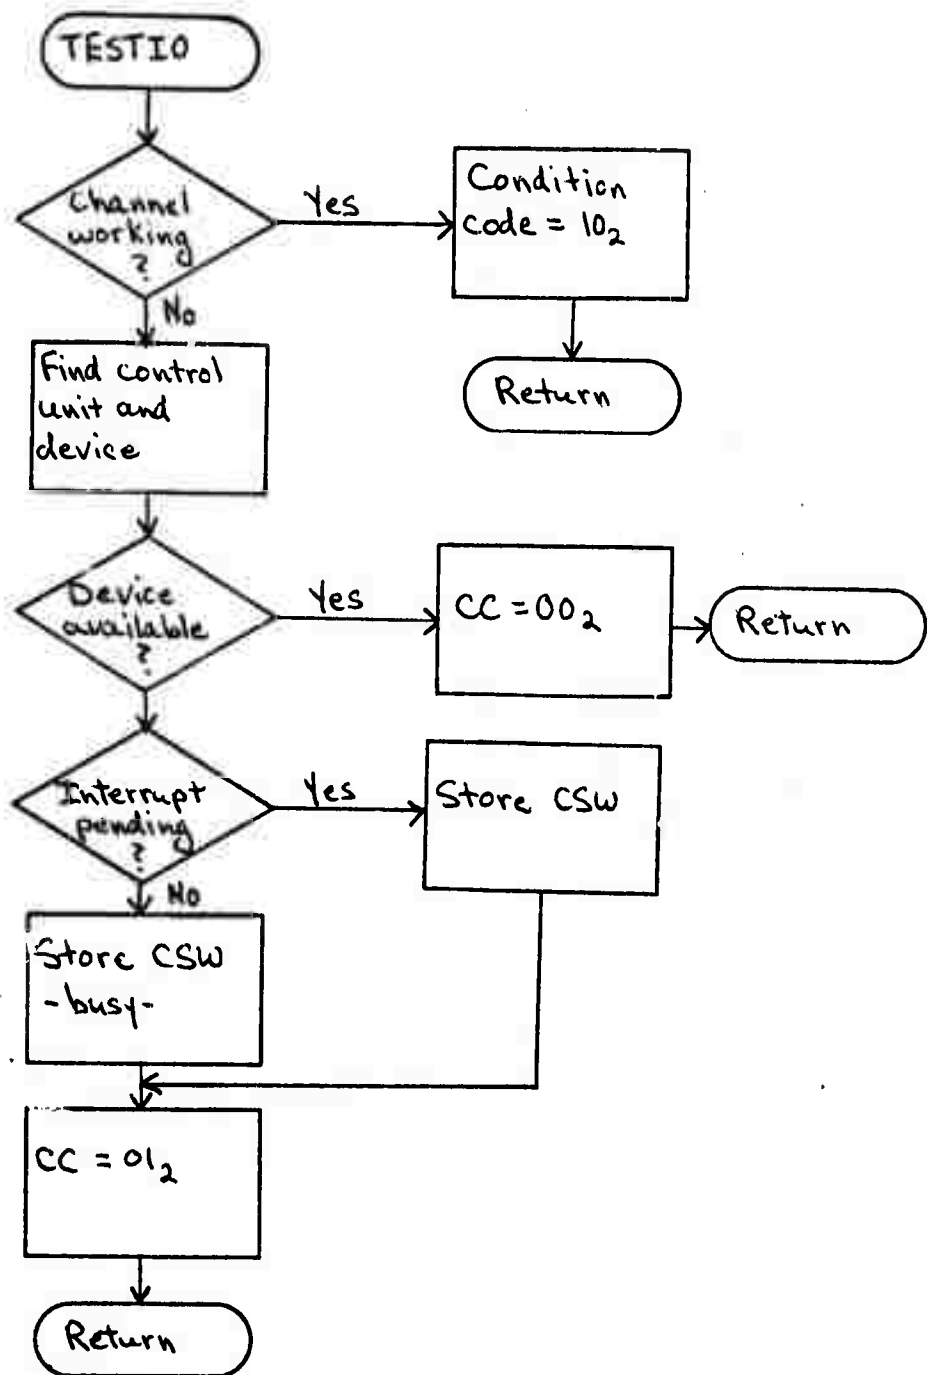 TESTIO
Channel
working
?
Yes
Condition
code = 10₂
No
Return
Find control
unit and
device
Device
available
?
Yes
CC = 00₂
Return
Interrupt
pending
?
Yes
Store CSW
No
Store CSW
-busy-
CC = 01₂
Return